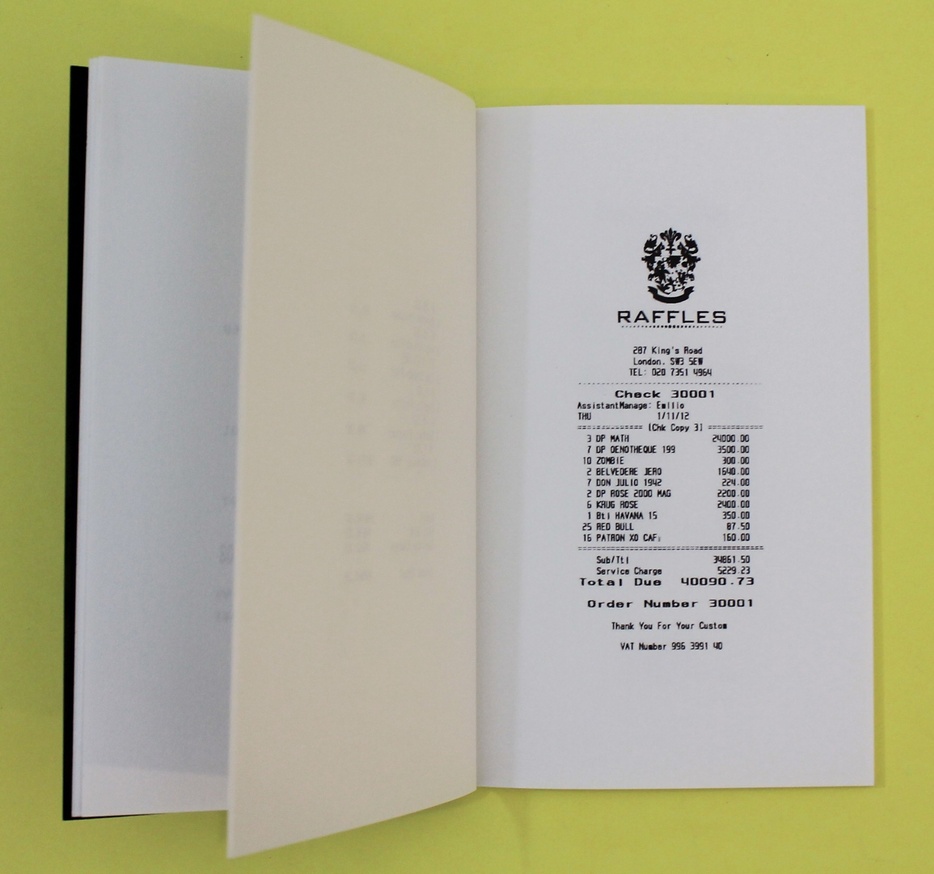 RAFFLES
287 King's Road
London. SW3 5EW
TEL: 020 7351 4964
Check 30001
AssistantManage: Emilio
THU 1/11/12
(Chk Copy 3)
3 DP MATH 24000.00
7 DP OENOTHEQUE 199 3500.00
10 ZOMBIE 300.00
2 BELVEDERE JERO 1640.00
7 DON JULIO 1942 224.00
2 DP ROSE 2000 MAG 2200.00
6 KRUG ROSE 2400.00
1 Btl HAVANA 15 350.00
25 RED BULL 87.50
16 PATRON XO CAF¡ 160.00
Sub/Ttl 34861.50
Service Charge 5229.23
Total Due 40090.73
Order Number 30001
Thank You For Your Custom
VAT Number 996 3991 40